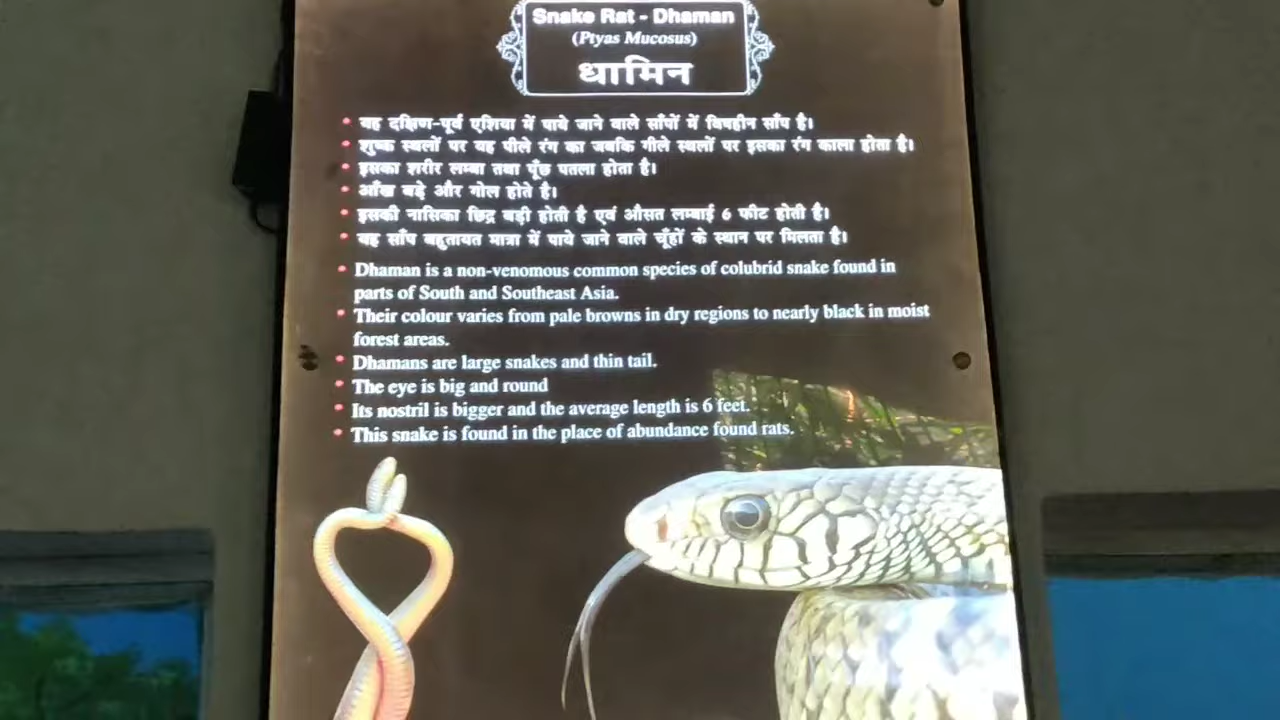 Snake Rat - Dhaman
(Ptyas Mucosus)
धामिन
• यह दक्षिण-पूर्व एशिया में पाये जाने वाले साँपों में विषहीन साँप है।
• शुष्क स्थलों पर यह पीले रंग का जबकि गीले स्थलों पर इसका रंग काला होता है।
• इसका शरीर लम्बा तथा पूँछ पतला होता है।
• आँख बड़े और गोल होते है।
• इसकी नासिका छिद्र बड़ी होती है एवं औसत लम्बाई 6 फीट होती है।
• यह साँप बहुतायत मात्रा में पाये जाने वाले चूँहों के स्थान पर मिलता है।
• Dhaman is a non-venomous common species of colubrid snake found in
parts of South and Southeast Asia.
• Their colour varies from pale browns in dry regions to nearly black in moist
forest areas.
• Dhamans are large snakes and thin tail.
• The eye is big and round
• Its nostril is bigger and the average length is 6 feet.
• This snake is found in the place of abundance found rats.